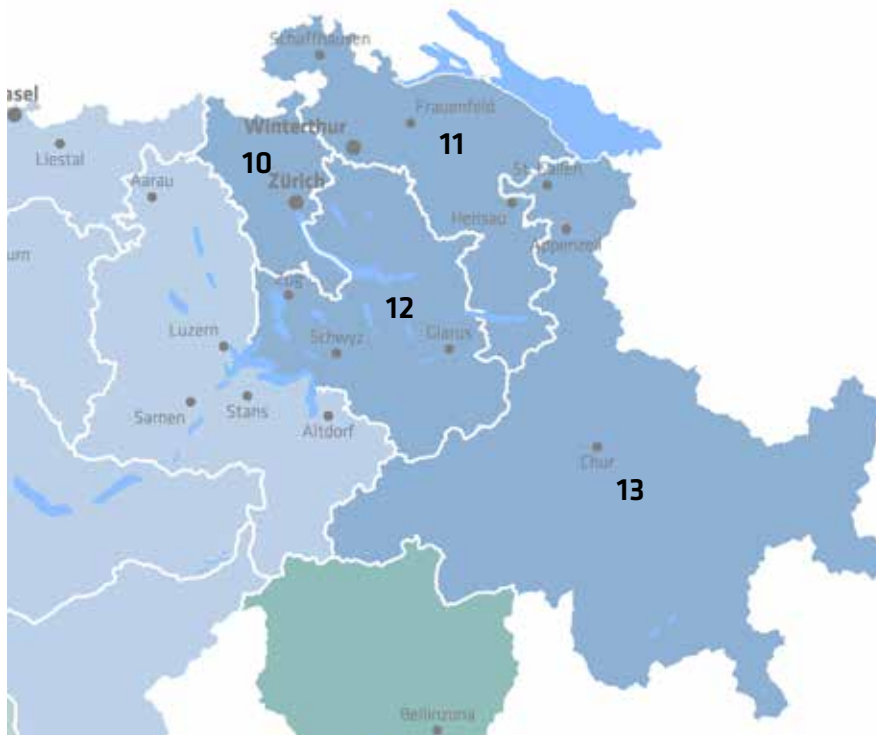 Schaffhausen
asel
Frauenfeld
Winterthur
11
Liestal
10
St. Gallen
Aarau
Zürich
Herisau
Appenzell
urn
Zug
12
Luzern
Schwyz
Glarus
Sarnen
Stans
Altdorf
Chur
13
Bellinzona